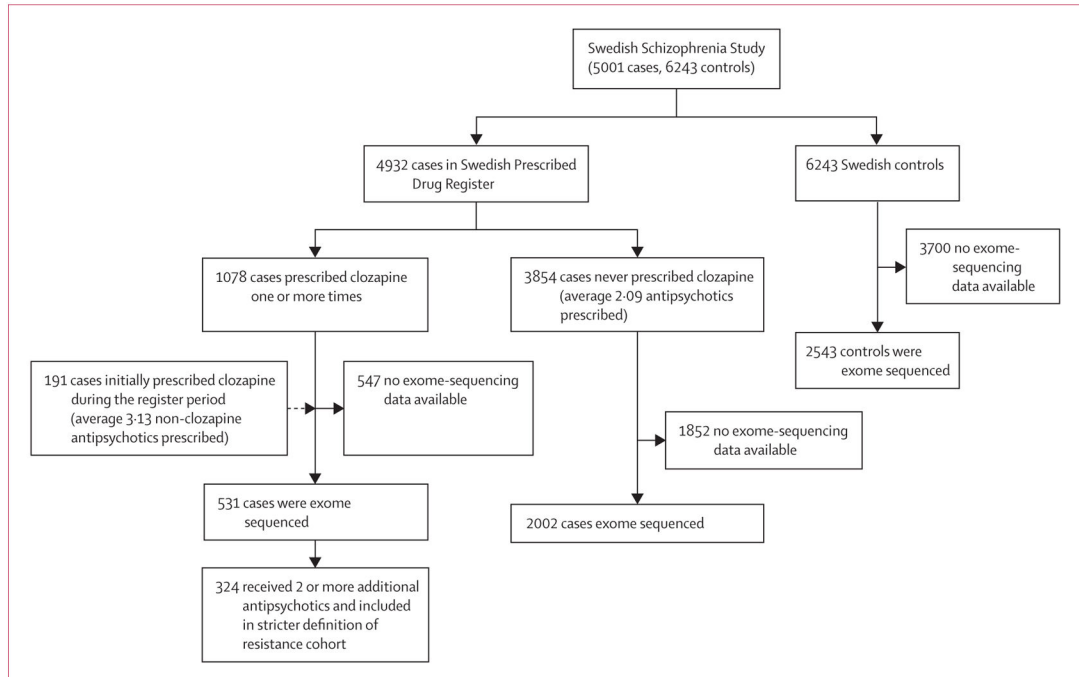 Swedish Schizophrenia Study
(5001 cases, 6243 controls)
4932 cases in Swedish Prescribed
Drug Register
6243 Swedish controls
1078 cases prescribed clozapine
one or more times
3854 cases never prescribed clozapine
(average 2·09 antipsychotics
prescribed)
3700 no exome-
sequencing
data available
2543 controls were
exome sequenced
191 cases initially prescribed clozapine
during the register period
(average 3·13 non-clozapine
antipsychotics prescribed)
547 no exome-sequencing
data available
1852 no exome-sequencing
data available
531 cases were exome
sequenced
2002 cases exome sequenced
324 received 2 or more additional
antipsychotics and included
in stricter definition of
resistance cohort